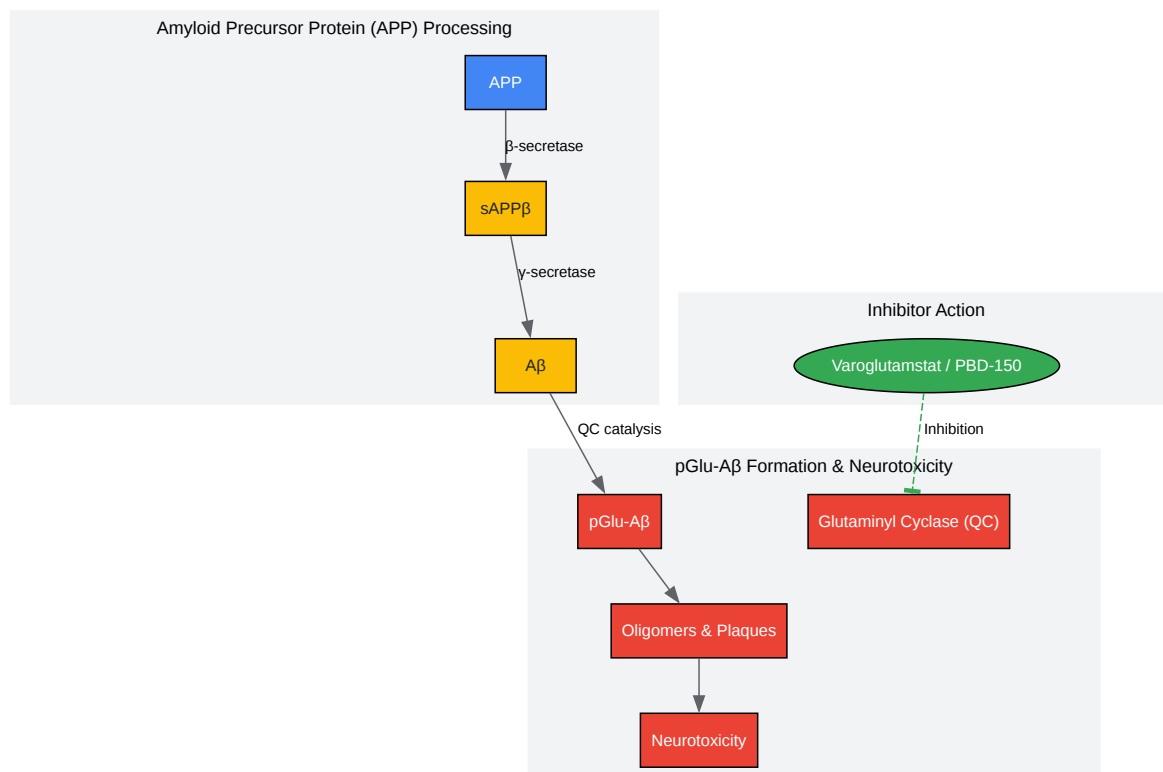 Amyloid Precursor Protein (APP) Processing
APP
β-secretase
sAPPβ
γ-secretase
Inhibitor Action
Aβ
Varoglutamstat / PBD-150
QC catalysis
Inhibition
pGlu-Aβ Formation & Neurotoxicity
pGlu-Aβ
Glutaminyl Cyclase (QC)
Oligomers & Plaques
Neurotoxicity